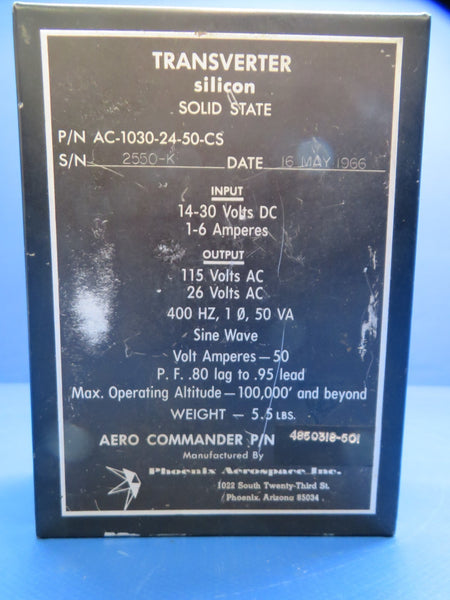 TRANSVERTER
silicon
SOLID STATE
P/N AC-1030-24-50-CS
S/N 2550-K DATE 16 MAY 1966
INPUT
14-30 Volts DC
1-6 Amperes
OUTPUT
115 Volts AC
26 Volts AC
400 HZ, 1 Ø, 50 VA
Sine Wave
Volt Amperes—50
P. F. .80 lag to .95 lead
Max. Operating Altitude—100,000' and beyond
WEIGHT — 5.5 LBS.
AERO COMMANDER P/N 4850318-501
Manufactured By
Phoenix Aerospace Inc.
1022 South Twenty-Third St.
Phoenix, Arizona 85034